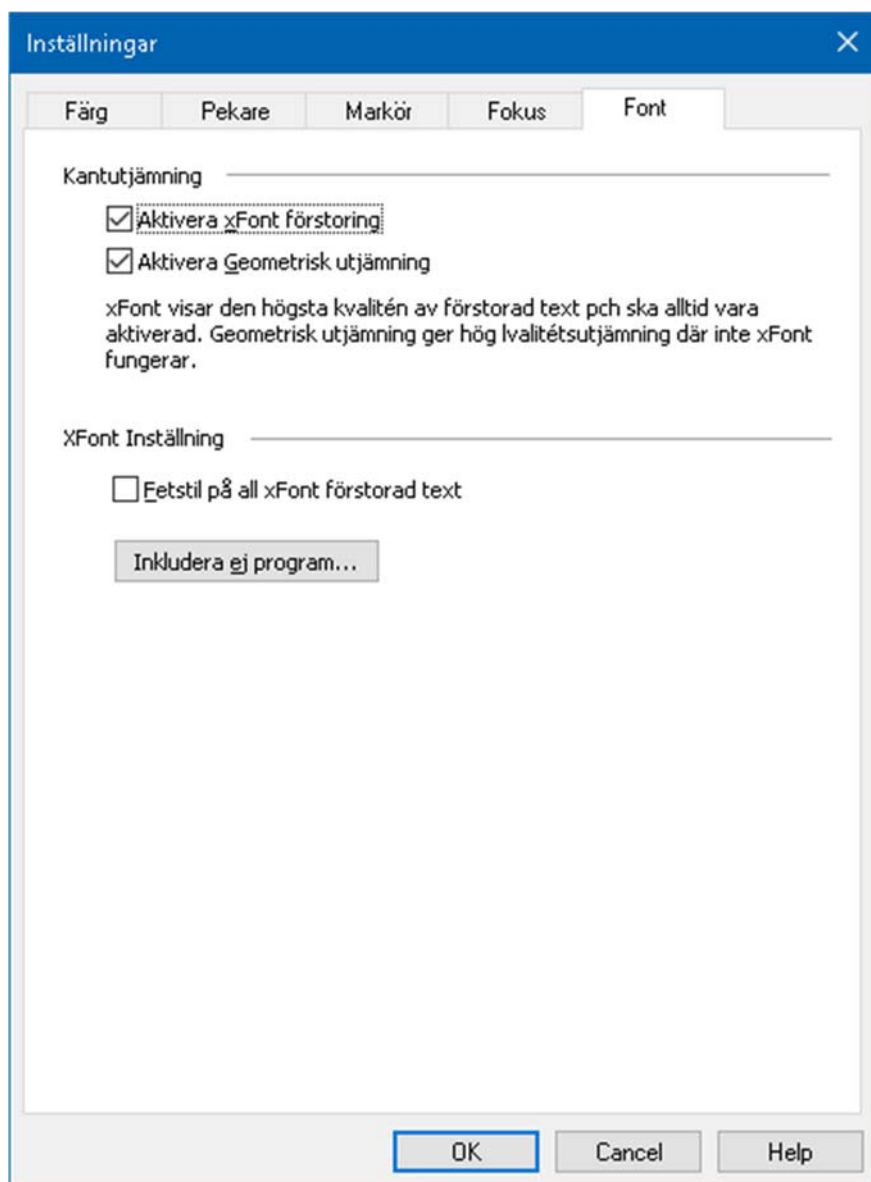 Inställningar
Färg Pekare Markör Fokus Font
Kantutjämning
Aktivera xFont förstoring
Aktivera Geometrisk utjämning
xFont visar den högsta kvalitén av förstorad text pch ska alltid vara
aktiverad. Geometrisk utjämning ger hög lvalitétsutjämning där inte xFont
fungerar.
XFont Inställning
Fetstil på all xFont förstorad text
Inkludera ej program...
OK Cancel Help